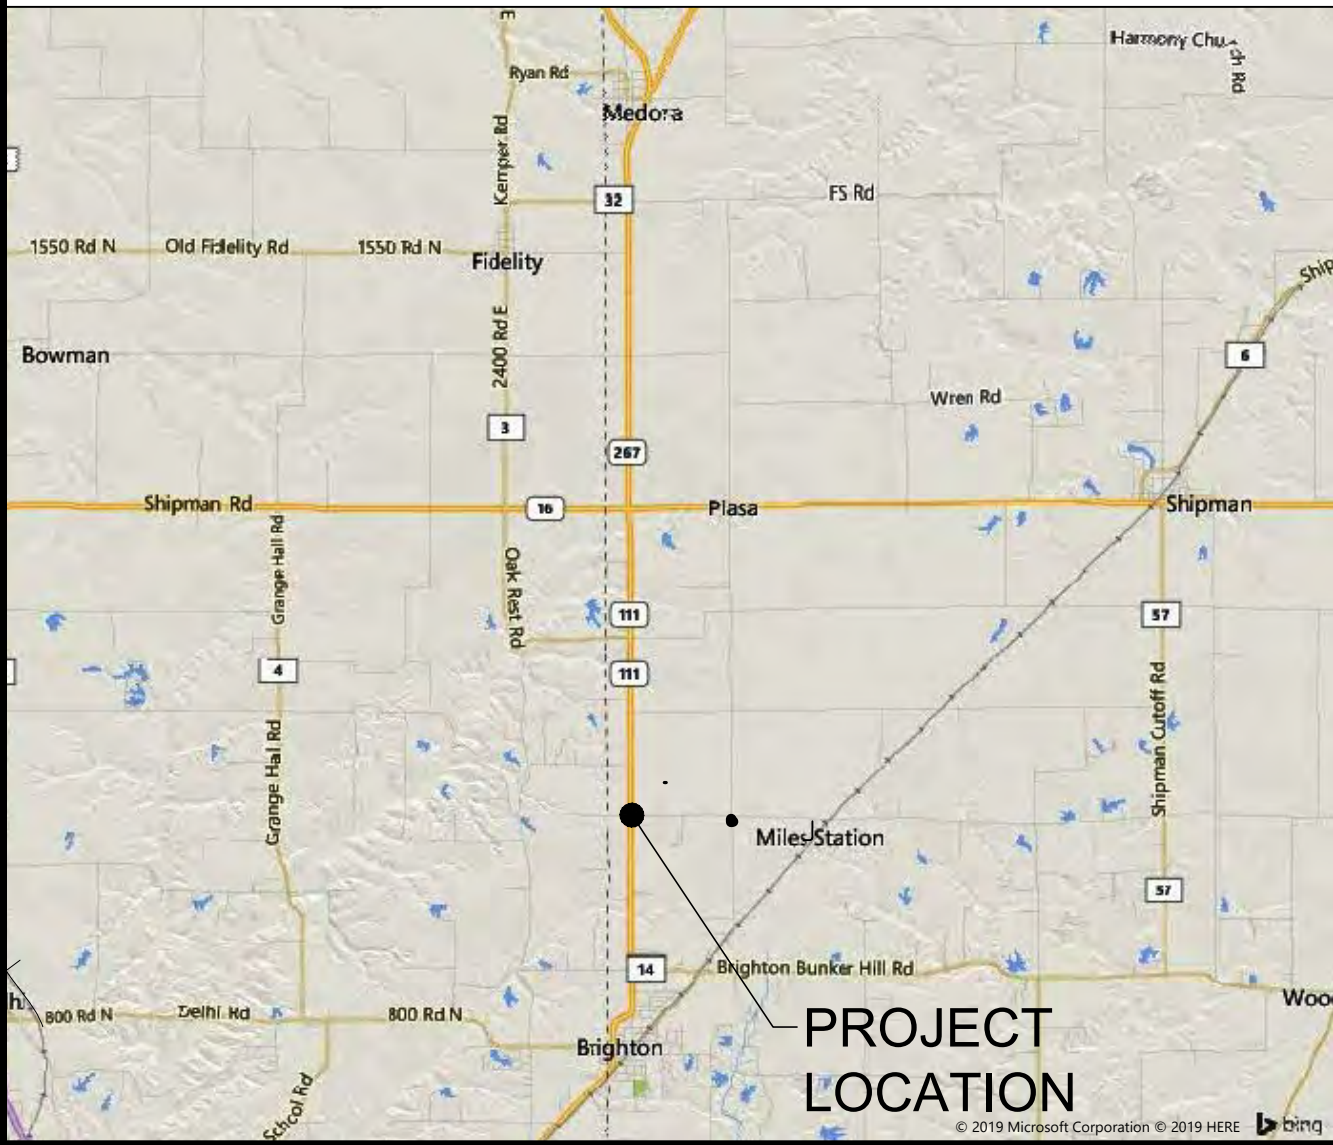 E
Harmony Church Rd
Ryan Rd
Medora
Kemper Rd
32
FS Rd
1550 Rd N
Old Fidelity Rd
1550 Rd N
Fidelity
Ship
Bowman
2400 Rd E
6
Wren Rd
3
267
Shipman Rd
16
Piasa
Shipman
Grange Hall Rd
Oak Rest Rd
111
57
4
111
Shipman Cutoff Rd
Grange Hal Rd
Miles Station
57
14
Brighton Bunker Hill Rd
800 Rd N
Delhi Rd
800 Rd N
Woo
Brighton
PROJECT
LOCATION
School Rd
© 2019 Microsoft Corporation © 2019 HERE
bing